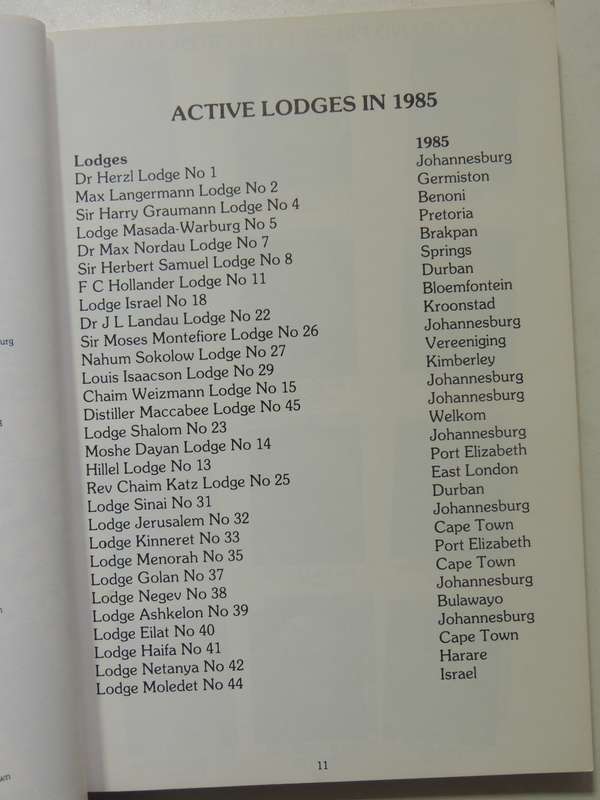 ACTIVE LODGES IN 1985
Lodges 1985
Dr Herzl Lodge No 1 Johannesburg
Max Langermann Lodge No 2 Germiston
Sir Harry Graumann Lodge No 4 Benoni
Lodge Masada-Warburg No 5 Pretoria
Dr Max Nordau Lodge No 7 Brakpan
Sir Herbert Samuel Lodge No 8 Springs
F C Hollander Lodge No 11 Durban
Lodge Israel No 18 Bloemfontein
Dr J L Landau Lodge No 22 Kroonstad
Sir Moses Montefiore Lodge No 26 Johannesburg
Nahum Sokolow Lodge No 27 Vereeniging
Louis Isaacson Lodge No 29 Kimberley
Chaim Weizmann Lodge No 15 Johannesburg
Distiller Maccabee Lodge No 45 Johannesburg
Lodge Shalom No 23 Welkom
Moshe Dayan Lodge No 14 Johannesburg
Hillel Lodge No 13 Port Elizabeth
Rev Chaim Katz Lodge No 25 East London
Lodge Sinai No 31 Durban
Lodge Jerusalem No 32 Johannesburg
Lodge Kinneret No 33 Cape Town
Lodge Menorah No 35 Port Elizabeth
Lodge Golan No 37 Cape Town
Lodge Negev No 38 Johannesburg
Lodge Ashkelon No 39 Bulawayo
Lodge Eilat No 40 Johannesburg
Lodge Haifa No 41 Cape Town
Lodge Netanya No 42 Harare
Lodge Moledet No 44 Israel
11